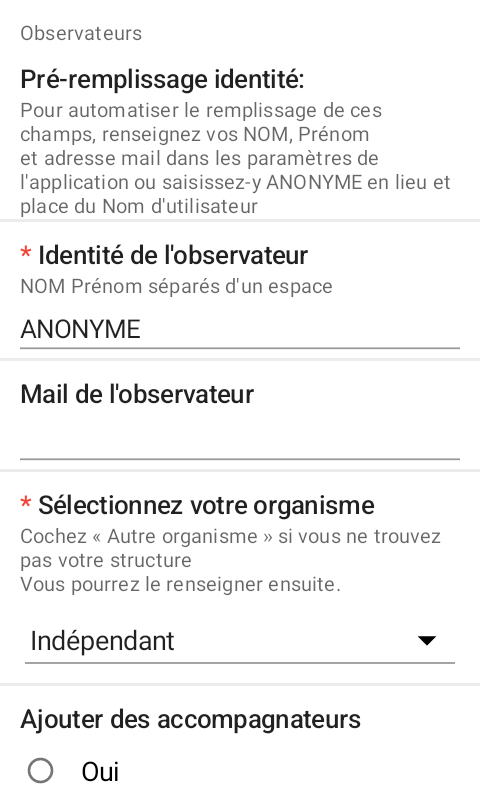 Observateurs
Pré-remplissage identité:
Pour automatiser le remplissage de ces
champs, renseignez vos NOM, Prénom
et adresse mail dans les paramètres de
l'application ou saisissez-y ANONYME en lieu et
place du Nom d'utilisateur
* Identité de l'observateur
NOM Prénom séparés d'un espace
ANONYME
Mail de l'observateur
* Sélectionnez votre organisme
Cochez « Autre organisme » si vous ne trouvez
pas votre structure
Vous pourrez le renseigner ensuite.
Indépendant
Ajouter des accompagnateurs
Oui